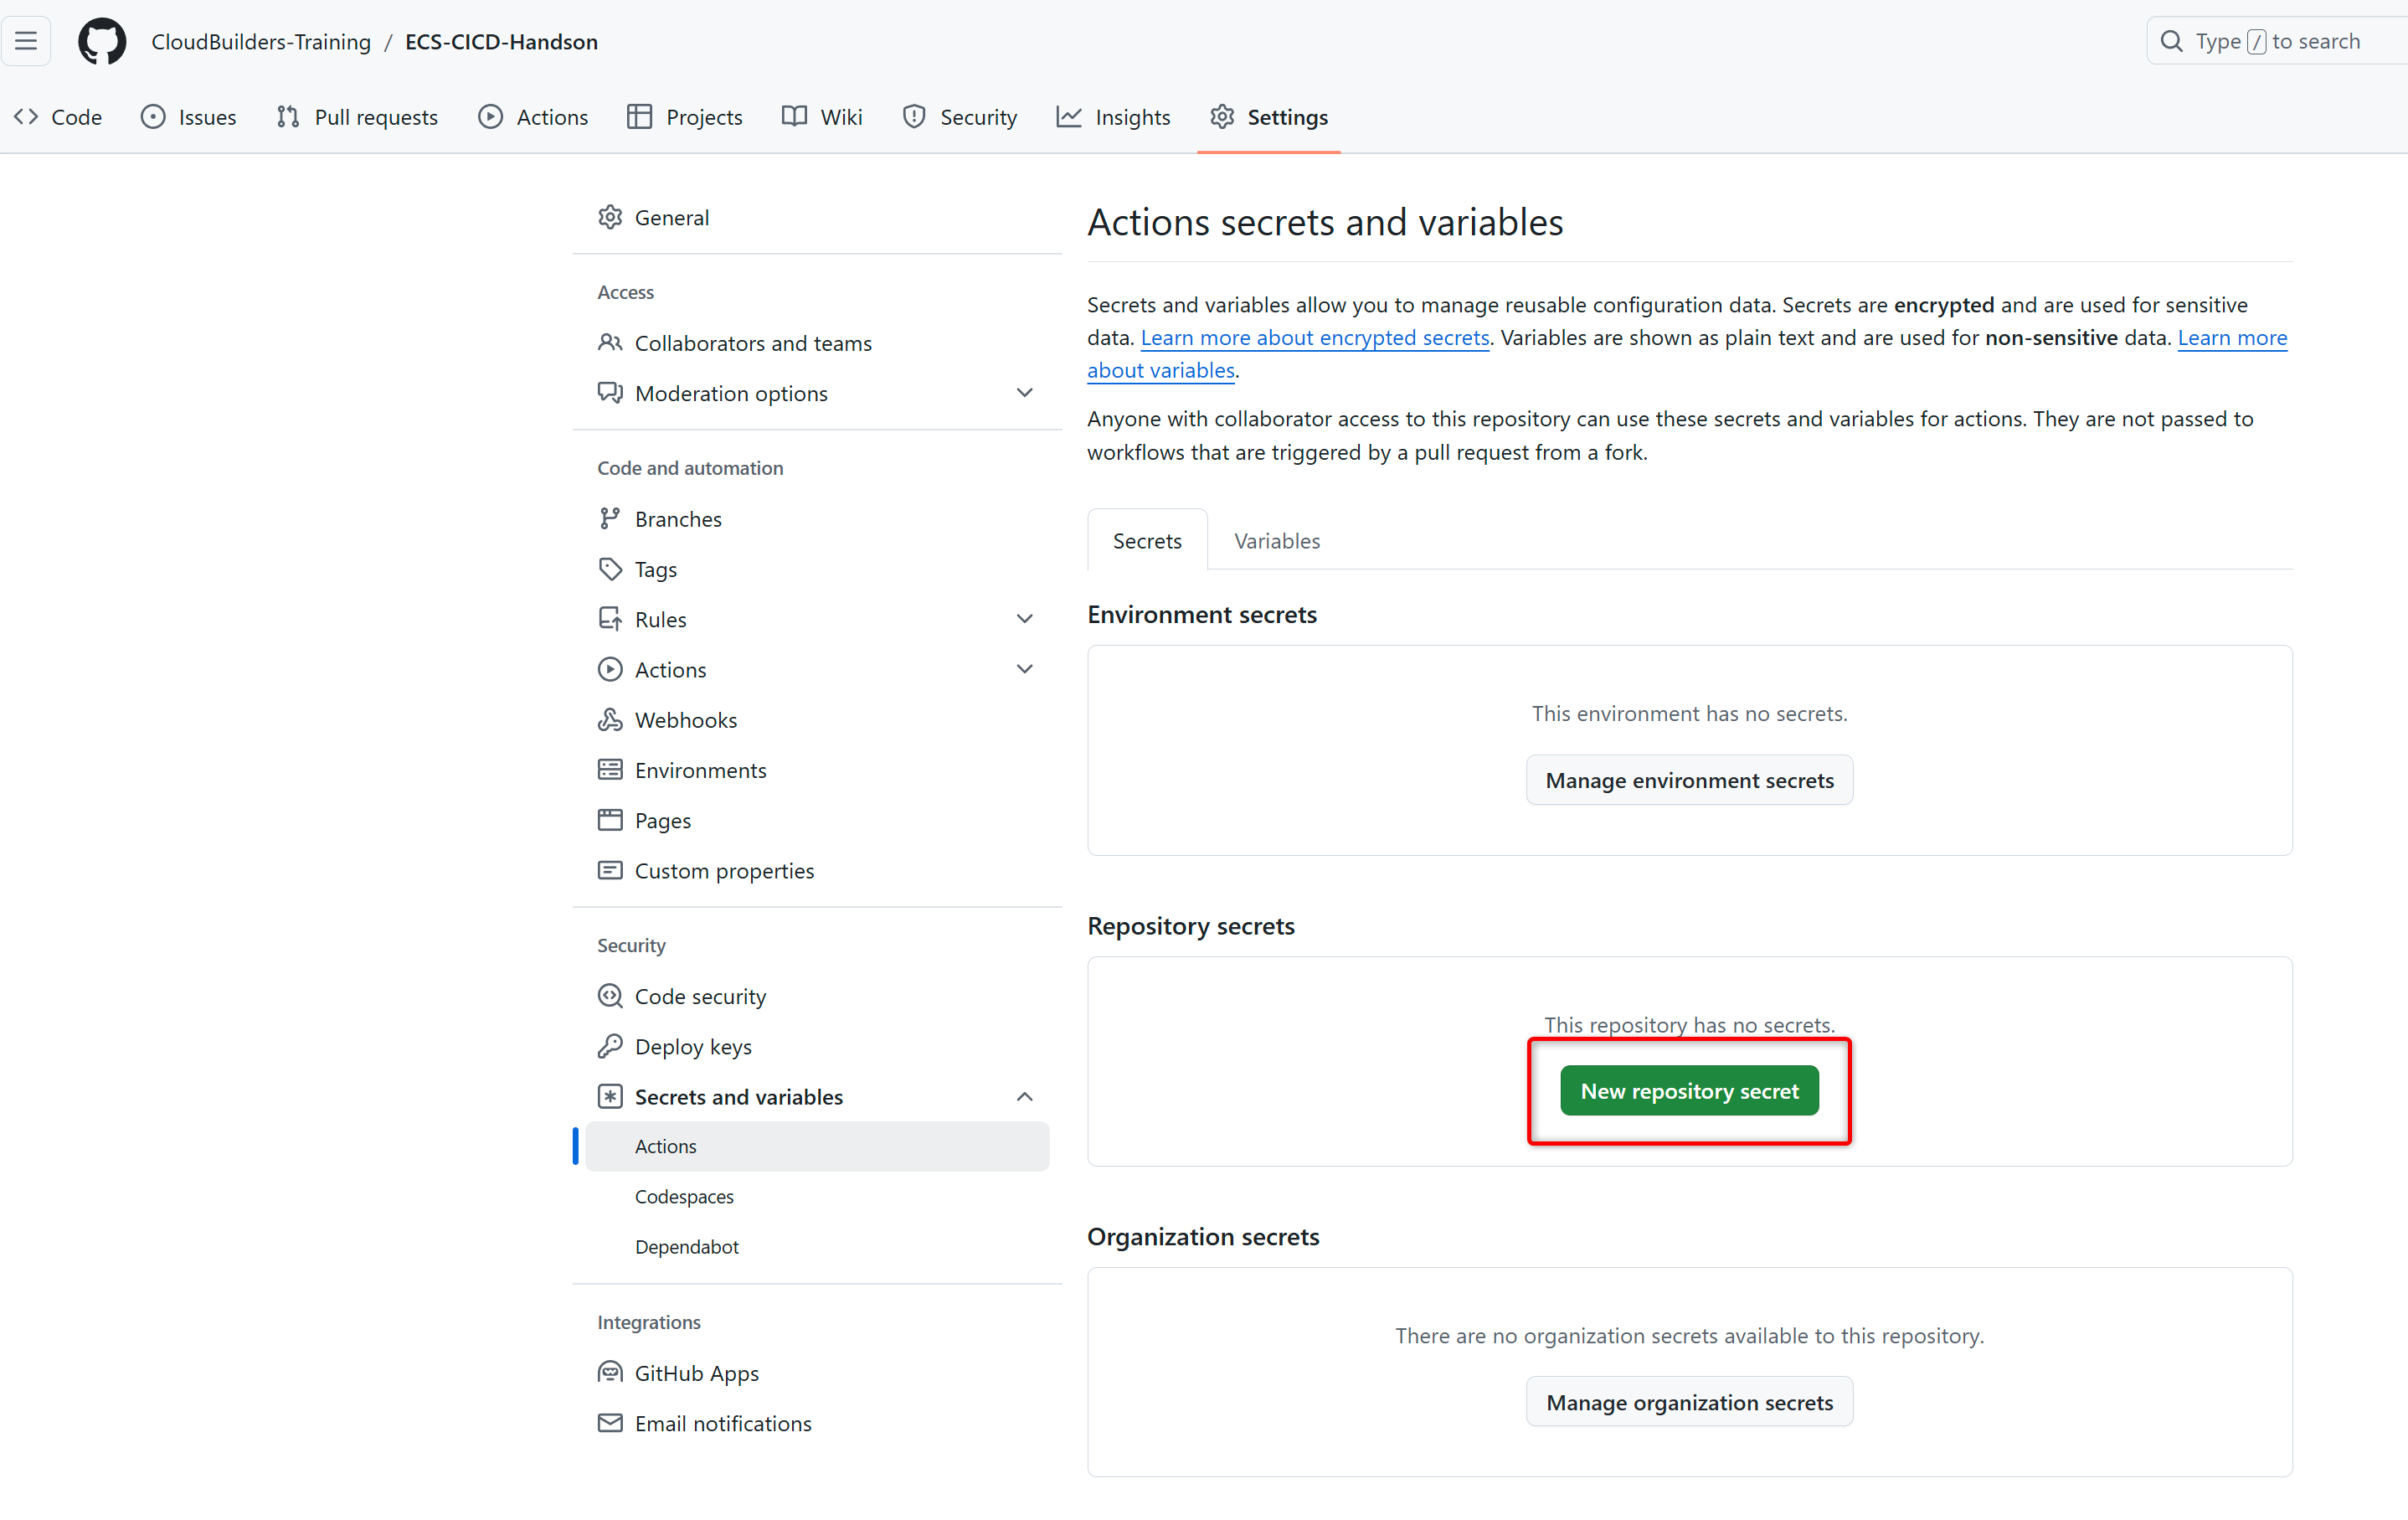 CloudBuilders-Training / ECS-CICD-Handson
Type / to search
Code
Issues
Pull requests
Actions
Projects
Wiki
Security
Insights
Settings
General
Access
Collaborators and teams
Moderation options
Code and automation
Branches
Tags
Rules
Actions
Webhooks
Environments
Pages
Custom properties
Security
Code security
Deploy keys
Secrets and variables
Actions
Codespaces
Dependabot
Integrations
GitHub Apps
Email notifications
Actions secrets and variables
Secrets and variables allow you to manage reusable configuration data. Secrets are encrypted and are used for sensitive
data. Learn more about encrypted secrets. Variables are shown as plain text and are used for non-sensitive data. Learn more
about variables.
Anyone with collaborator access to this repository can use these secrets and variables for actions. They are not passed to
workflows that are triggered by a pull request from a fork.
Secrets
Variables
Environment secrets
This environment has no secrets.
Manage environment secrets
Repository secrets
This repository has no secrets.
New repository secret
Organization secrets
There are no organization secrets available to this repository.
Manage organization secrets